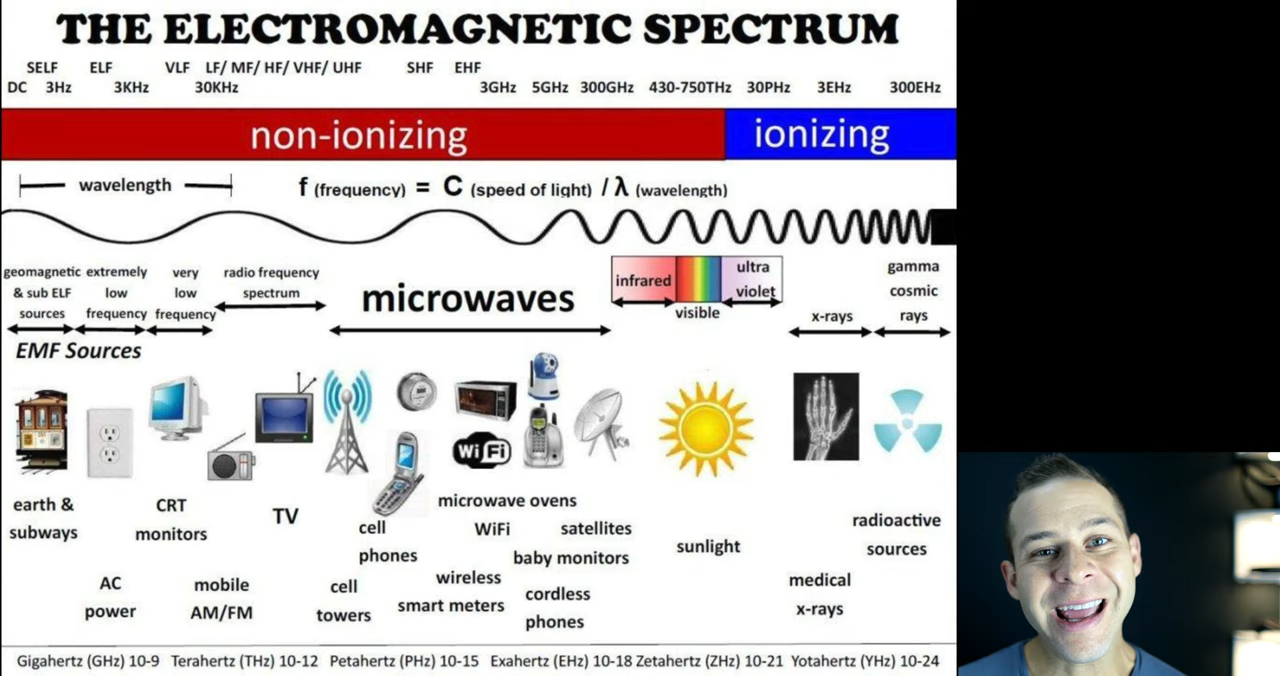 THE ELECTROMAGNETIC SPECTRUM
SELF ELF VLF LF/ MF/ HF/ VHF/ UHF SHF EHF
DC 3Hz 3KHz 30KHz 3GHz 5GHz 300GHz 430-750THz 30PHz 3EHz 300EHz
non-ionizing ionizing
wavelength f (frequency) = C (speed of light) / λ (wavelength)
geomagnetic
& sub ELF
sources
extremely
low
frequency
very
low
frequency
radio frequency
spectrum
microwaves
infrared
visible
ultra
violet
x-rays
gamma
cosmic
rays
EMF Sources
WiFi
earth &
subways
AC
power
CRT
monitors
mobile
AM/FM
TV
cell
phones
cell
towers
microwave ovens
WiFi
satellites
baby monitors
wireless
smart meters
cordless
phones
sunlight
medical
x-rays
radioactive
sources
Gigahertz (GHz) 10-9 Terahertz (THz) 10-12 Petahertz (PHz) 10-15 Exahertz (EHz) 10-18 Zetahertz (ZHz) 10-21 Yotahertz (YHz) 10-24